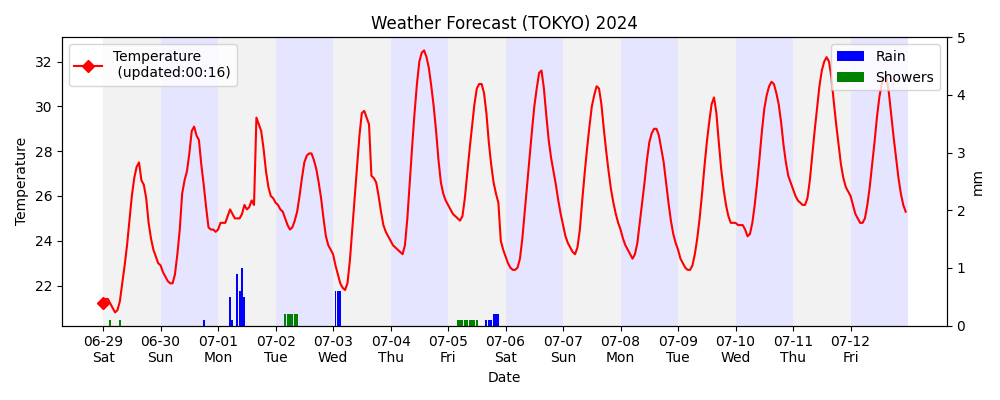 Weather Forecast (TOKYO) 2024
Temperature
(updated:00:16)
Rain
Showers
Temperature
32
30
28
26
24
22
5
4
3
2
1
0
mm
06-29 06-30 07-01 07-02 07-03 07-04 07-05 07-06 07-07 07-08 07-09 07-10 07-11 07-12
Sat Sun Mon Tue Wed Thu Fri Sat Sun Mon Tue Wed Thu Fri
Date